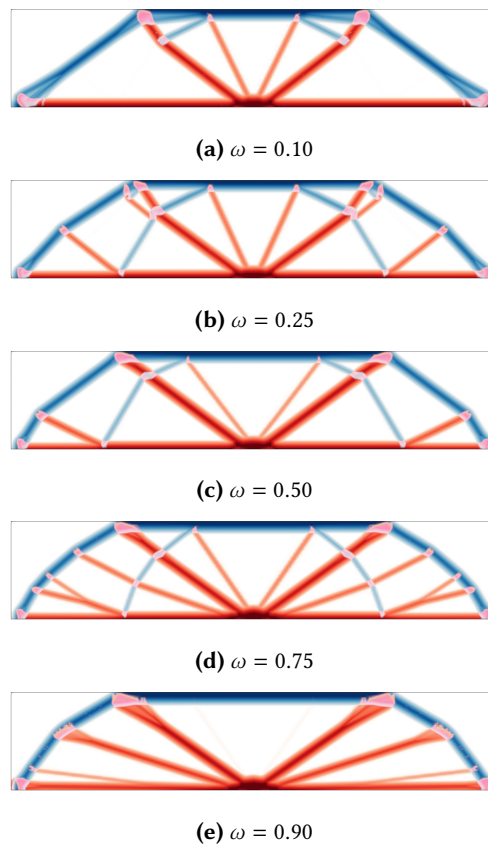 (a) ω = 0.10
(b) ω = 0.25
(c) ω = 0.50
(d) ω = 0.75
(e) ω = 0.90